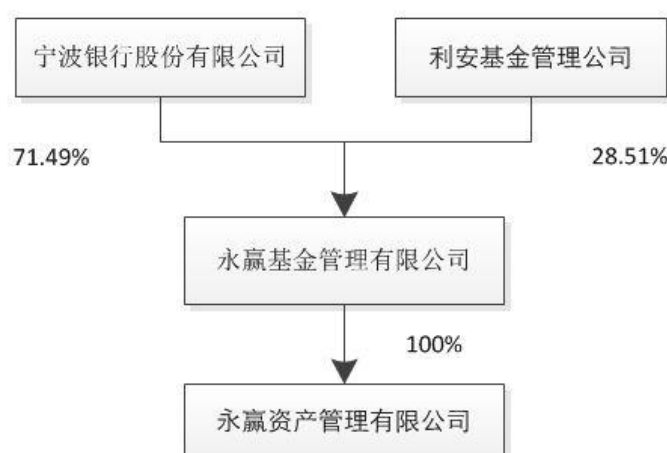 宁波银行股份有限公司
利安基金管理公司
71.49%
28.51%
永赢基金管理有限公司
100%
永赢资产管理有限公司